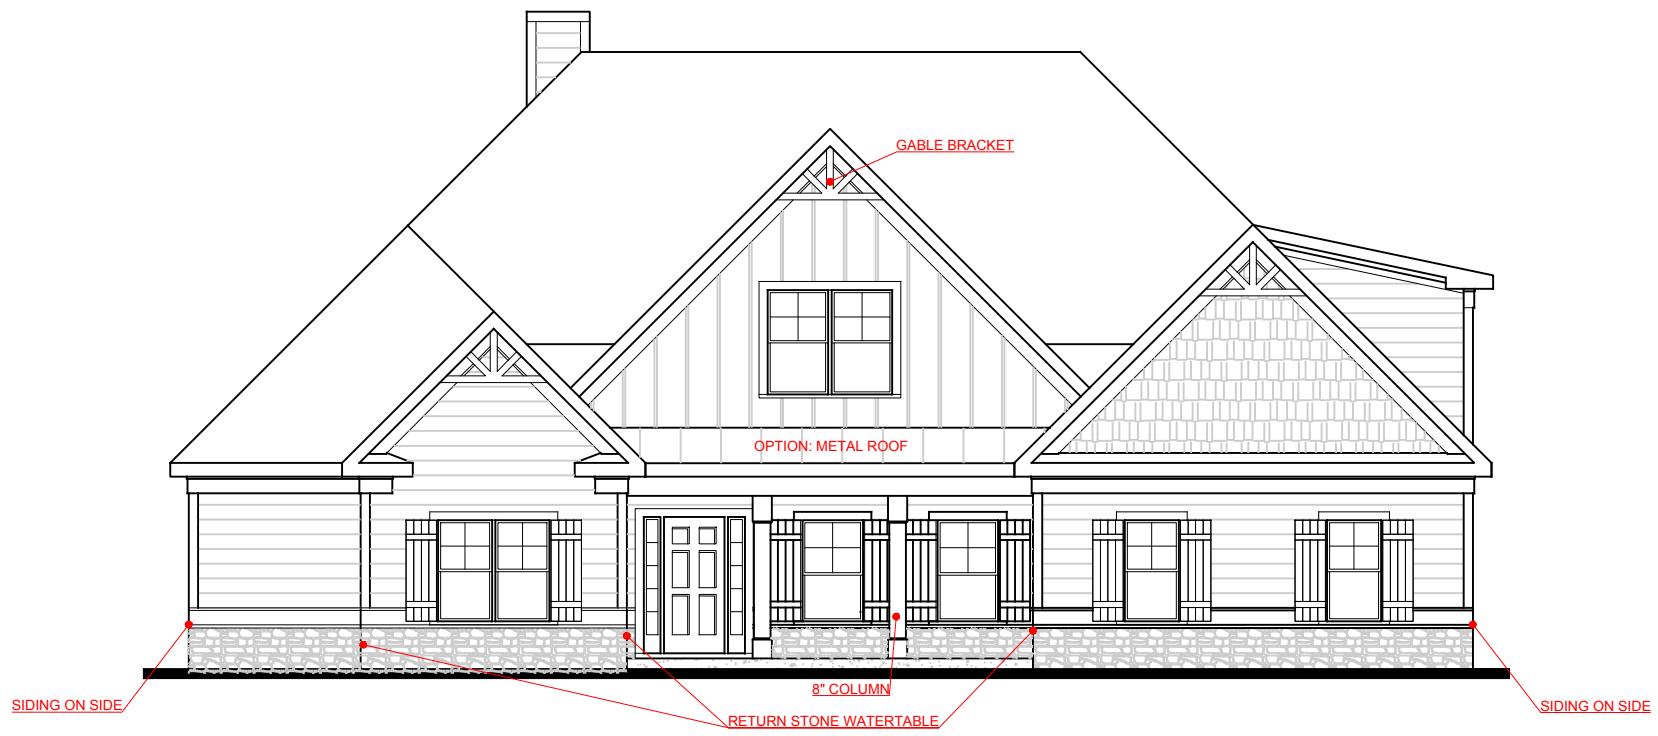 GABLE BRACKET
OPTION: METAL ROOF
8" COLUMN
SIDING ON SIDE
SIDING ON SIDE
RETURN STONE WATERTABLE